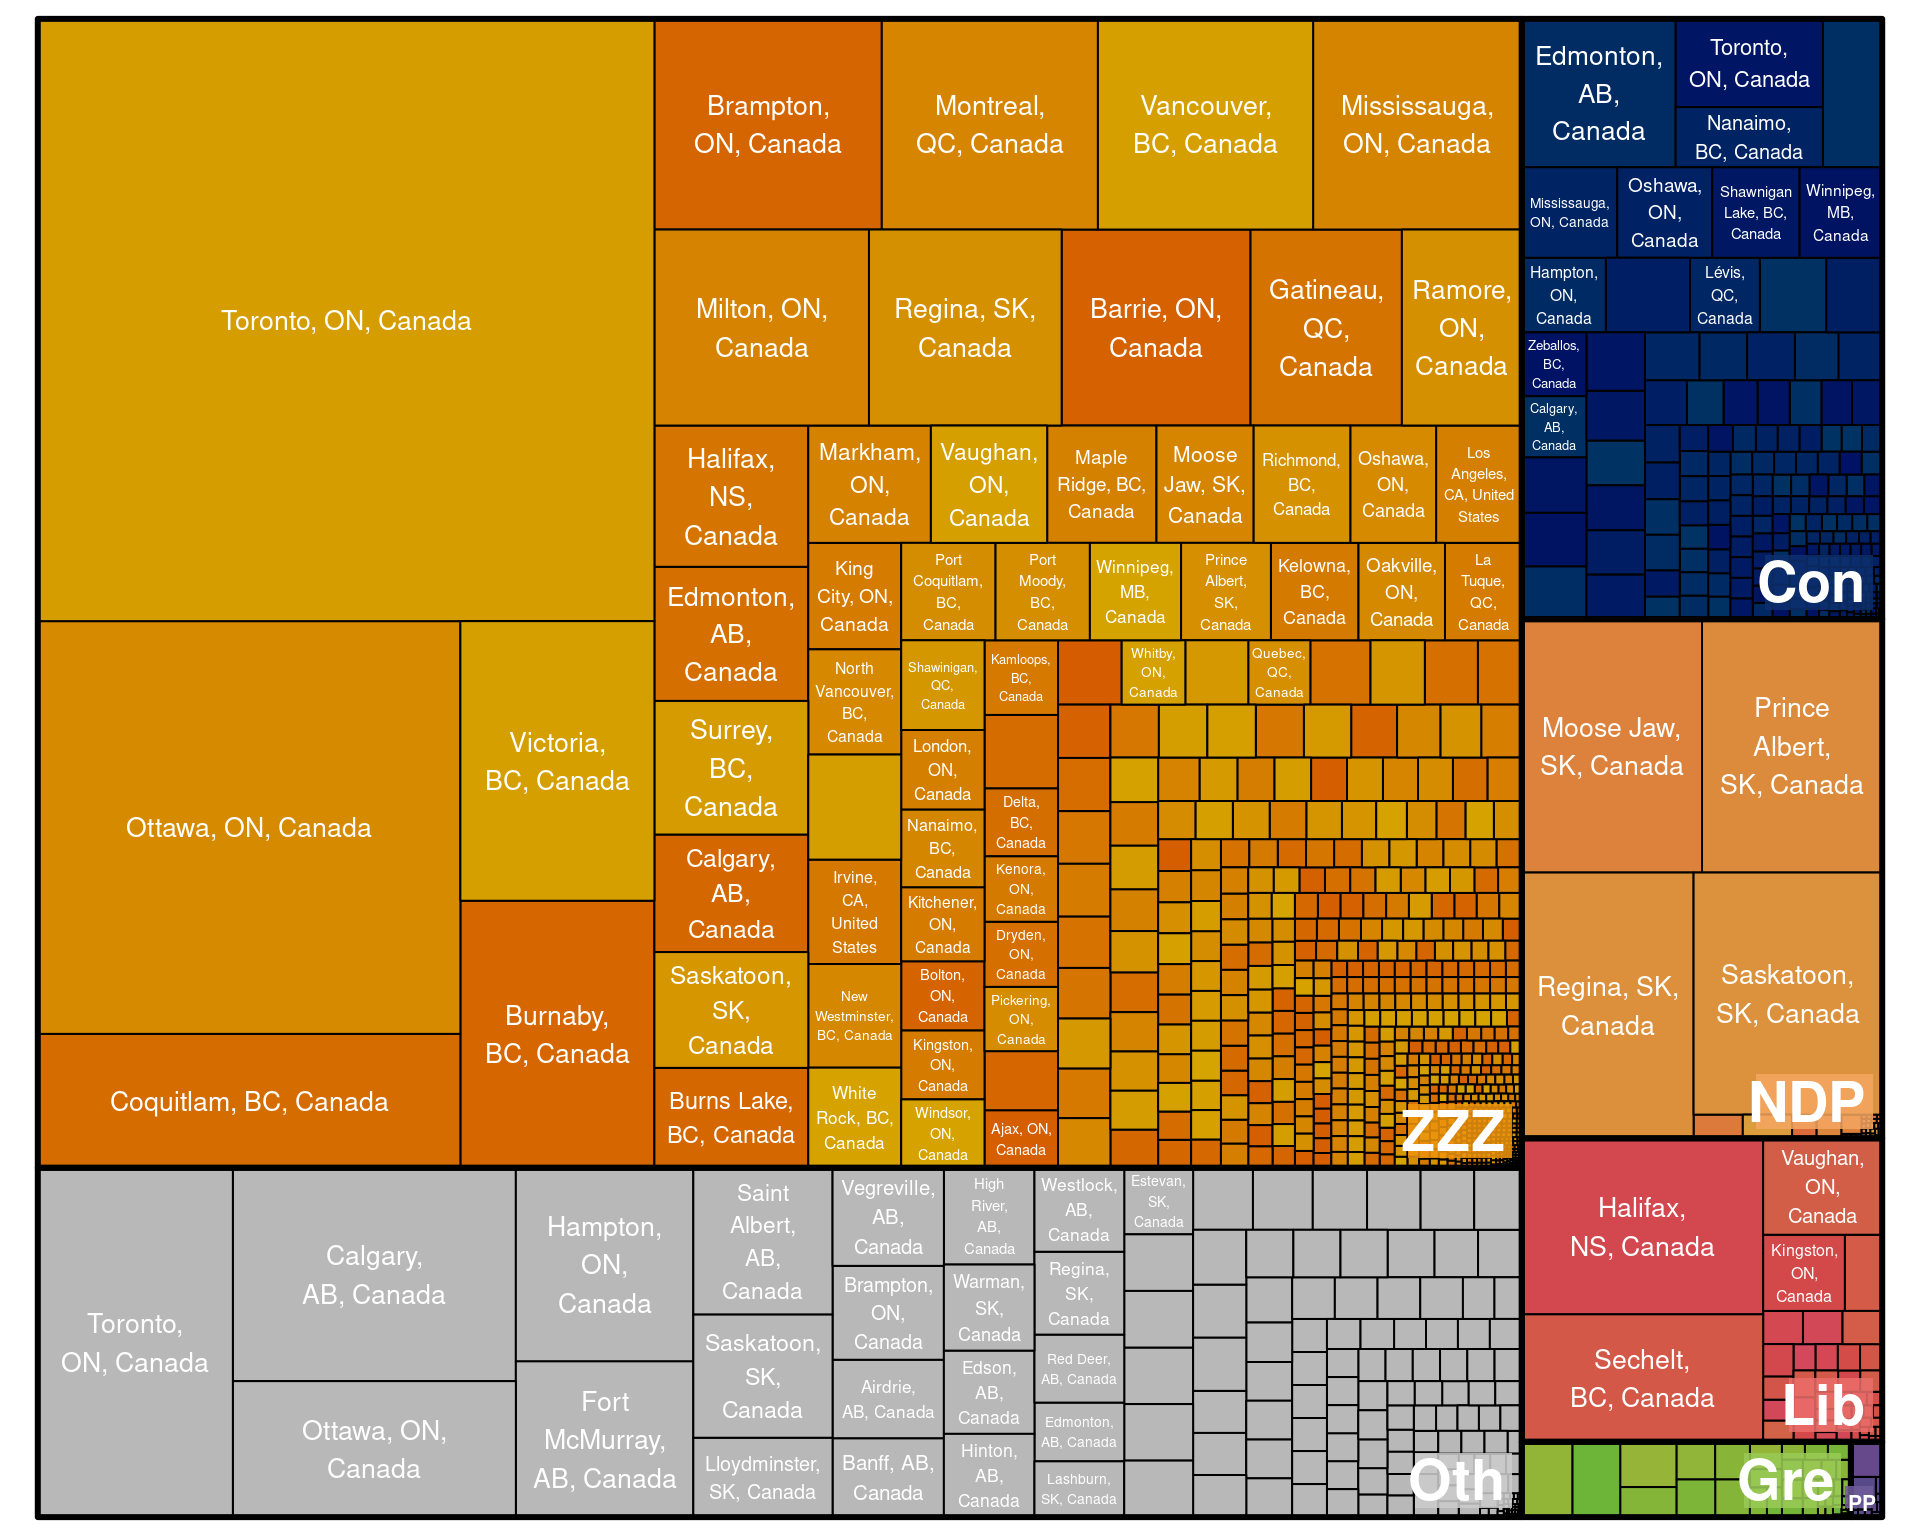 Toronto, ON, Canada
Ottawa, ON, Canada
Coquitlam, BC, Canada
Victoria,
BC, Canada
Burnaby,
BC, Canada
Brampton,
ON, Canada
Montreal,
QC, Canada
Vancouver,
BC, Canada
Mississauga,
ON, Canada
Milton, ON,
Canada
Regina, SK,
Canada
Barrie, ON,
Canada
Gatineau,
QC,
Canada
Ramore,
ON,
Canada
Halifax,
NS,
Canada
Edmonton,
AB,
Canada
Surrey,
BC,
Canada
Calgary,
AB,
Canada
Saskatoon,
SK,
Canada
Burns Lake,
BC, Canada
Markham,
ON,
Canada
Vaughan,
ON,
Canada
Maple
Ridge, BC,
Canada
Moose
Jaw, SK,
Canada
Richmond,
BC,
Canada
Oshawa,
ON,
Canada
Los
Angeles,
CA, United
States
King
City, ON,
Canada
North
Vancouver,
BC,
Canada
Irvine,
CA,
United
States
New
Westminster,
BC, Canada
White
Rock, BC,
Canada
Port
Coquitlam,
BC,
Canada
Port
Moody,
BC,
Canada
Winnipeg,
MB,
Canada
Prince
Albert,
SK,
Canada
Kelowna,
BC,
Canada
Oakville,
ON,
Canada
La
Tuque,
QC,
Canada
Shawinigan,
QC,
Canada
London,
ON,
Canada
Nanaimo,
BC,
Canada
Kitchener,
ON,
Canada
Bolton,
ON,
Canada
Kingston,
ON,
Canada
Windsor,
ON,
Canada
Kamloops,
BC,
Canada
Delta,
BC,
Canada
Kenora,
ON,
Canada
Dryden,
ON,
Canada
Pickering,
ON,
Canada
Ajax, ON,
Canada
Whitby,
ON,
Canada
Quebec,
QC,
Canada
ZZZ
Edmonton,
AB,
Canada
Toronto,
ON, Canada
Nanaimo,
BC, Canada
Mississauga,
ON, Canada
Oshawa,
ON,
Canada
Shawnigan
Lake, BC,
Canada
Winnipeg,
MB,
Canada
Hampton,
ON,
Canada
Lévis,
QC,
Canada
Zeballos,
BC,
Canada
Calgary,
AB,
Canada
Con
Moose Jaw,
SK, Canada
Prince
Albert,
SK, Canada
Regina, SK,
Canada
Saskatoon,
SK, Canada
NDP
Halifax,
NS, Canada
Sechelt,
BC, Canada
Vaughan,
ON,
Canada
Kingston,
ON,
Canada
Lib
Gre
PP
Toronto,
ON, Canada
Calgary,
AB, Canada
Ottawa, ON,
Canada
Hampton,
ON,
Canada
Fort
McMurray,
AB, Canada
Saint
Albert,
AB,
Canada
Saskatoon,
SK,
Canada
Lloydminster,
SK, Canada
Vegreville,
AB,
Canada
Brampton,
ON,
Canada
Airdrie,
AB, Canada
Banff, AB,
Canada
High
River,
AB,
Canada
Warman,
SK,
Canada
Edson,
AB,
Canada
Hinton,
AB,
Canada
Westlock,
AB,
Canada
Regina,
SK,
Canada
Red Deer,
AB, Canada
Edmonton,
AB, Canada
Lashburn,
SK, Canada
Estevan,
SK,
Canada
Oth